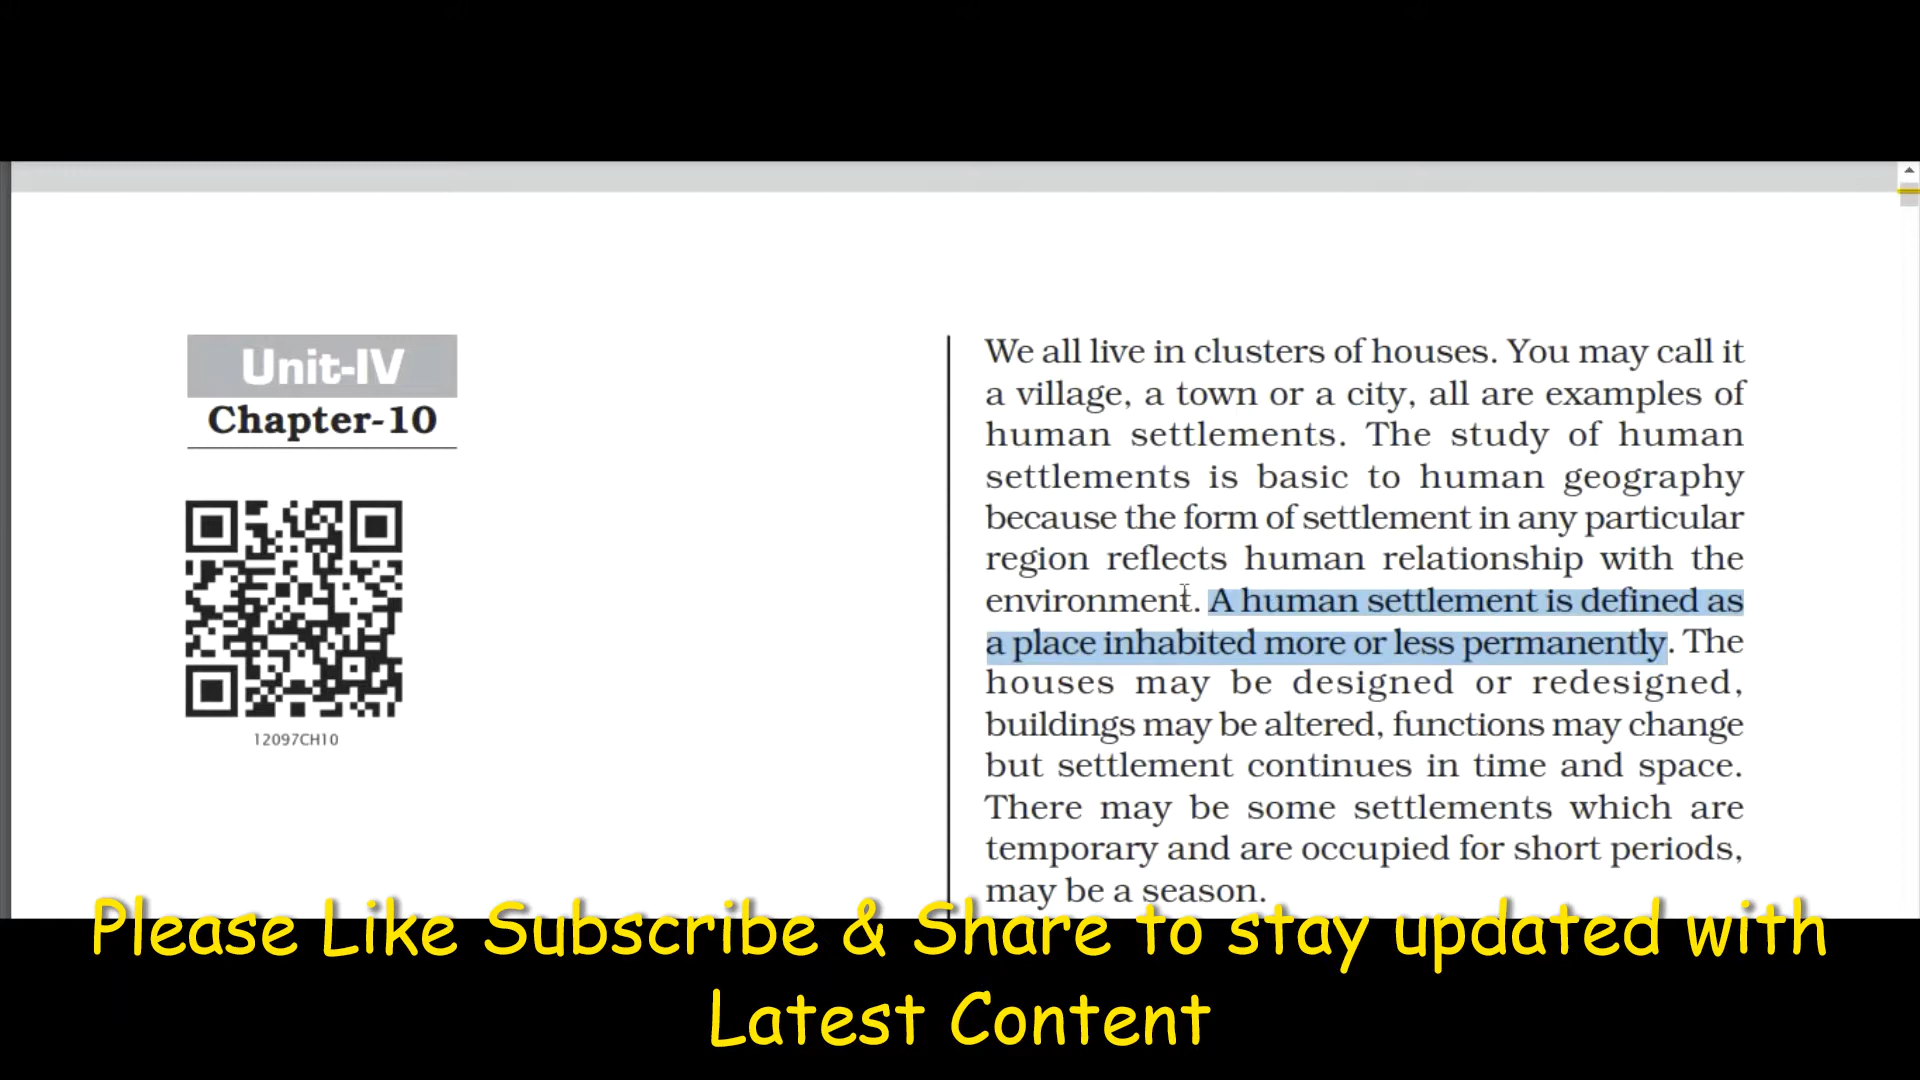 Unit-IV
Chapter-10
12097CH10
We all live in clusters of houses. You may call it
a village, a town or a city, all are examples of
human settlements. The study of human
settlements is basic to human geography
because the form of settlement in any particular
region reflects human relationship with the
environment. A human settlement is defined as
a place inhabited more or less permanently. The
houses may be designed or redesigned,
buildings may be altered, functions may change
but settlement continues in time and space.
There may be some settlements which are
temporary and are occupied for short periods,
may be a season.
Please Like Subscribe & Share to stay updated with
Latest Content